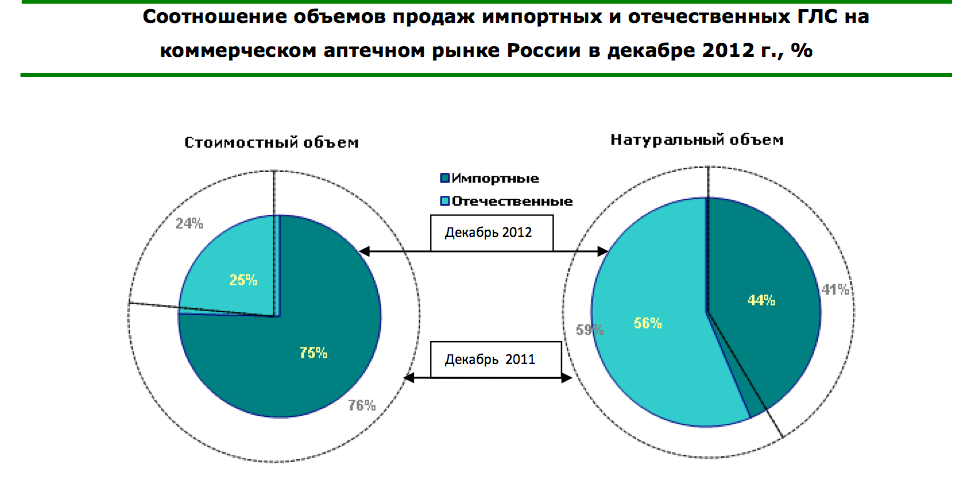 Соотношение объемов продаж импортных и отечественных ГЛС на
коммерческом аптечном рынке России в декабре 2012 г., %
Стоимостный объем
Натуральный объем
Импортные
Отечественные
24%
Декабрь 2012
25%
41%
44%
59%
56%
75%
Декабрь 2011
76%